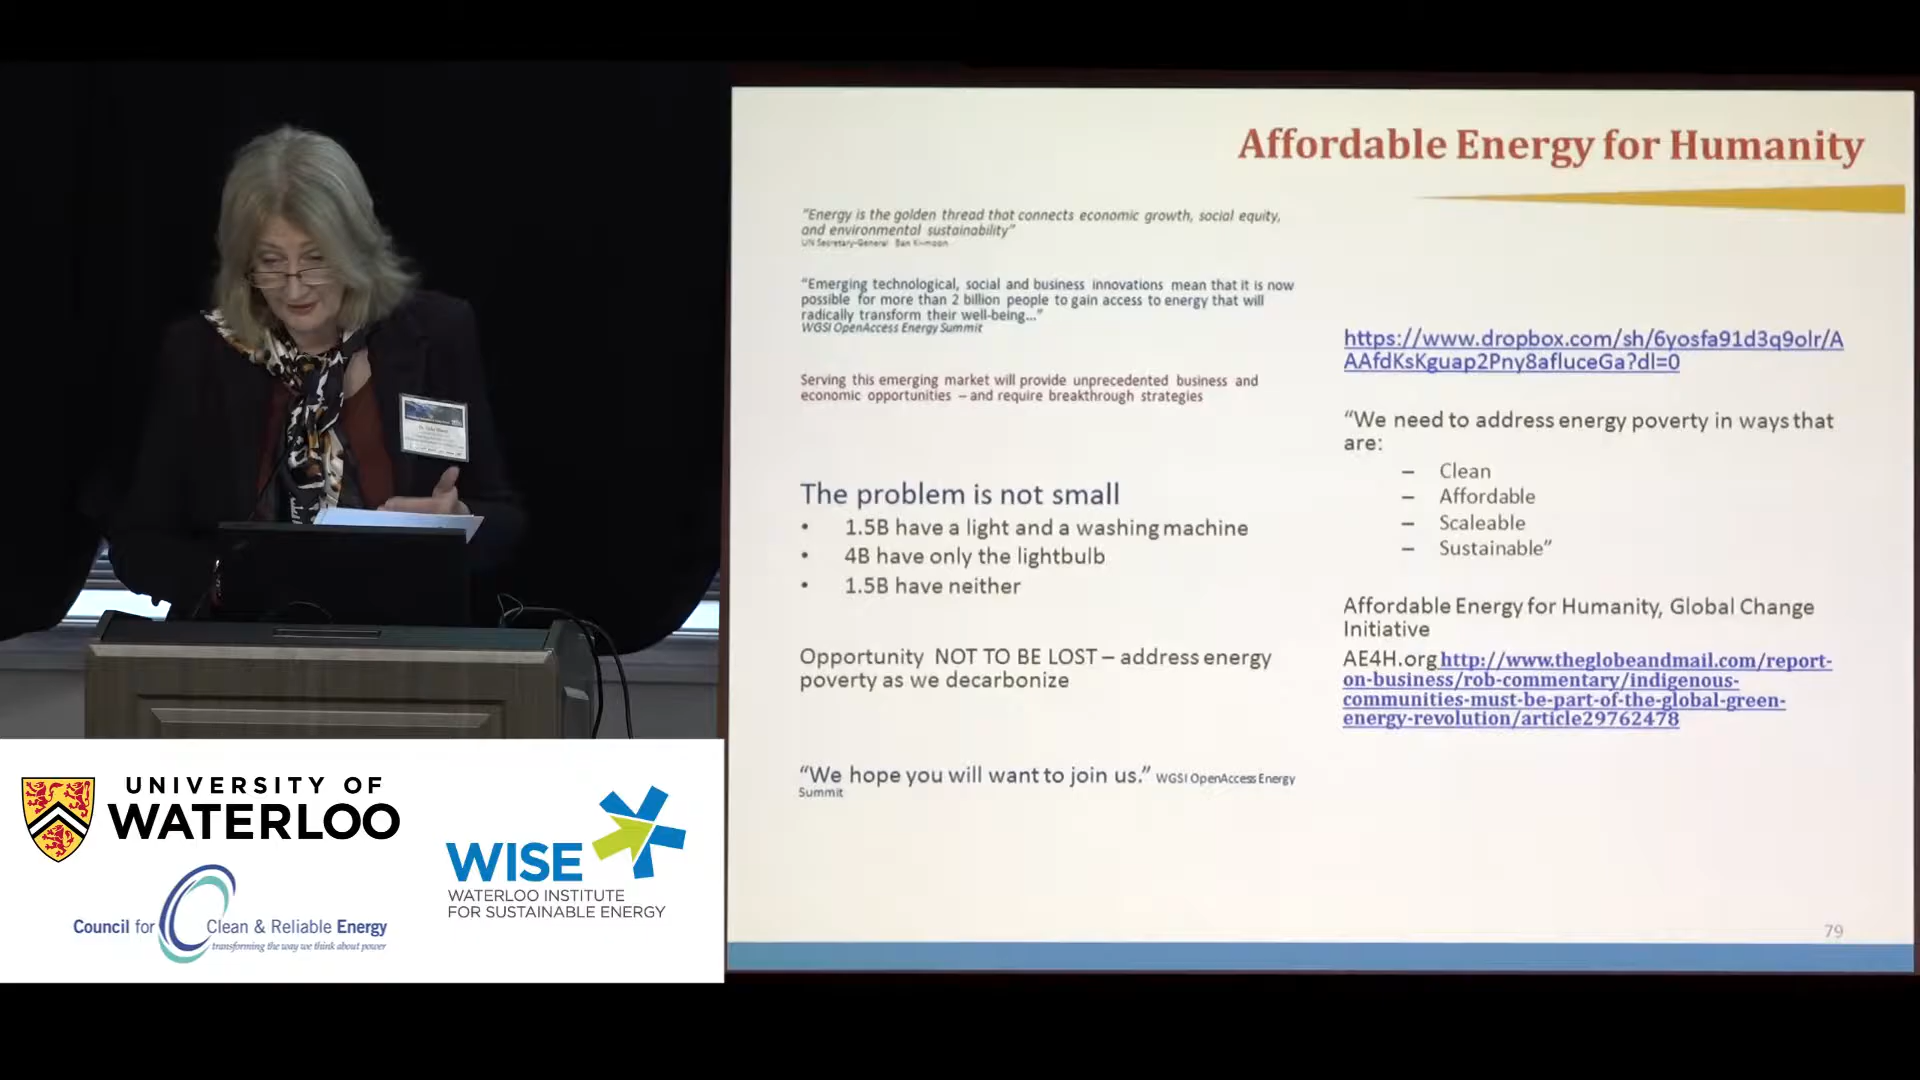 Affordable Energy for Humanity
"Energy is the golden thread that connects economic growth, social equity,
and environmental sustainability"
UN Secretary-General Ban Ki-moon
"Emerging technological, social and business innovations mean that it is now
possible for more than 2 billion people to gain access to energy that will
radically transform their well-being..."
WGSI OpenAccess Energy Summit
Serving this emerging market will provide unprecedented business and
economic opportunities – and require breakthrough strategies
The problem is not small
• 1.5B have a light and a washing machine
• 4B have only the lightbulb
• 1.5B have neither
Opportunity NOT TO BE LOST – address energy
poverty as we decarbonize
"We hope you will want to join us." WGSI OpenAccess Energy
Summit
https://www.dropbox.com/sh/6yosfa91d3q9olr/A
AAfdKsKguap2Pny8afluceGa?dl=0
"We need to address energy poverty in ways that
are:
– Clean
– Affordable
– Scaleable
– Sustainable"
Affordable Energy for Humanity, Global Change
Initiative
AE4H.org http://www.theglobeandmail.com/report-
on-business/rob-commentary/indigenous-
communities-must-be-part-of-the-global-green-
energy-revolution/article29762478
79
UNIVERSITY OF
WATERLOO
WISE
WATERLOO INSTITUTE
FOR SUSTAINABLE ENERGY
Council for Clean & Reliable Energy
transforming the way we think about power